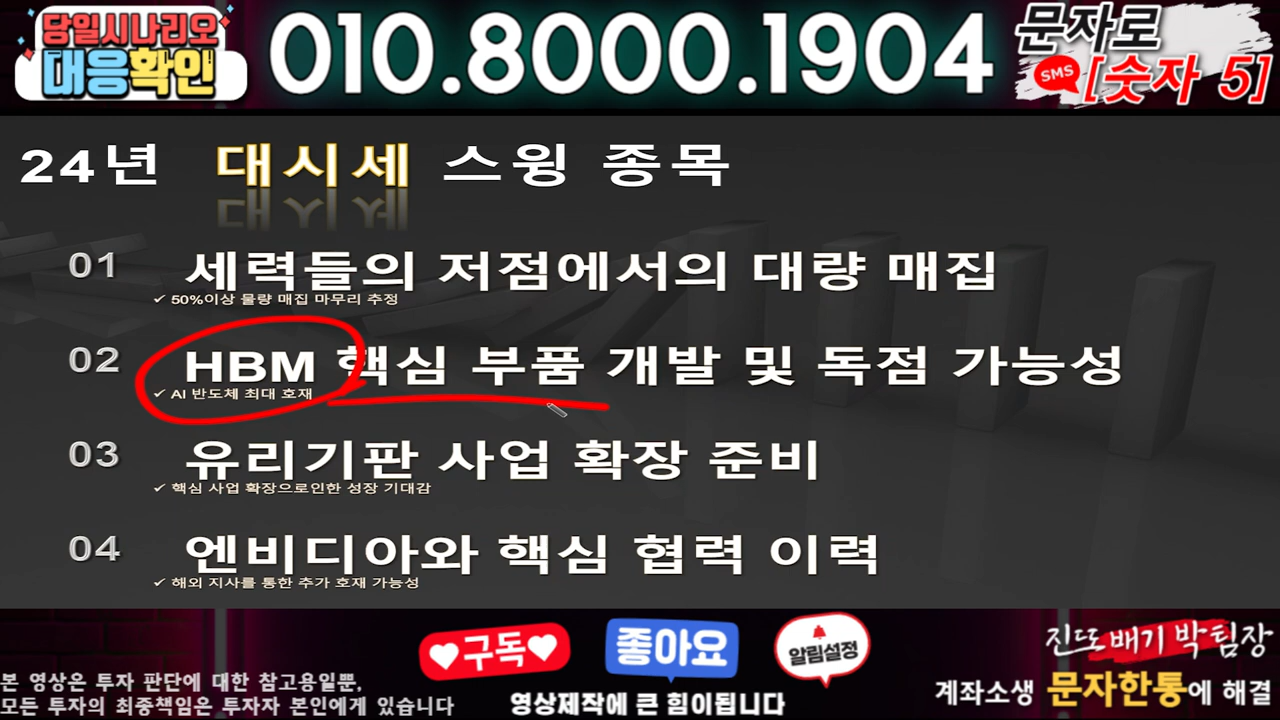 당일시나리오
대응확인
010.8000.1904
문자로
SMS [숫자 5]
24년 대시세 스윙 종목
01 세력들의 저점에서의 대량 매집
✓ 50%이상 물량 매집 마무리 추정
02 HBM 핵심 부품 개발 및 독점 가능성
✓ AI 반도체 최대 호재
03 유리기판 사업 확장 준비
✓ 핵심 사업 확장으로인한 성장 기대감
04 엔비디아와 핵심 협력 이력
✓ 해외 지사를 통한 추가 호재 가능성
구독
좋아요
알림설정
영상제작에 큰 힘이됩니다
본 영상은 투자 판단에 대한 참고용일뿐,
모든 투자의 최종책임은 투자자 본인에게 있습니다
진또배기 박팀장
계좌소생 문자한통에 해결